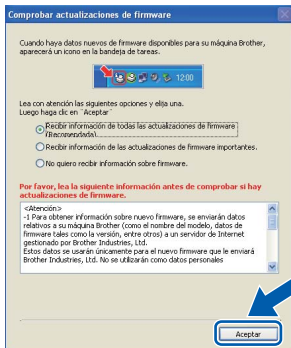 Comprobar actualizaciones de firmware
Cuando haya datos nuevos de firmware disponibles para su máquina Brother,
aparecerá un icono en la bandeja de tareas.
12:00
Lea con atención las siguientes opciones y elija una.
Luego haga clic en "Aceptar"
Recibir información de todas las actualizaciones de firmware
(Recomendada)
Recibir información de las actualizaciones de firmware importantes.
No quiero recibir información sobre firmware.
Por favor, lea la siguiente información antes de comprobar si hay
actualizaciones de firmware.
<Atención>
-1 Para obtener información sobre nuevo firmware, se enviarán datos
relativos a su máquina Brother (como el nombre del modelo, datos de
firmware tales como la versión, entre otros) a un servidor de Internet
gestionado por Brother Industries, Ltd.
Estos datos se usarán únicamente para el nuevo firmware que le enviará
Brother Industries, Ltd. No se utilizarán como datos personales
Aceptar